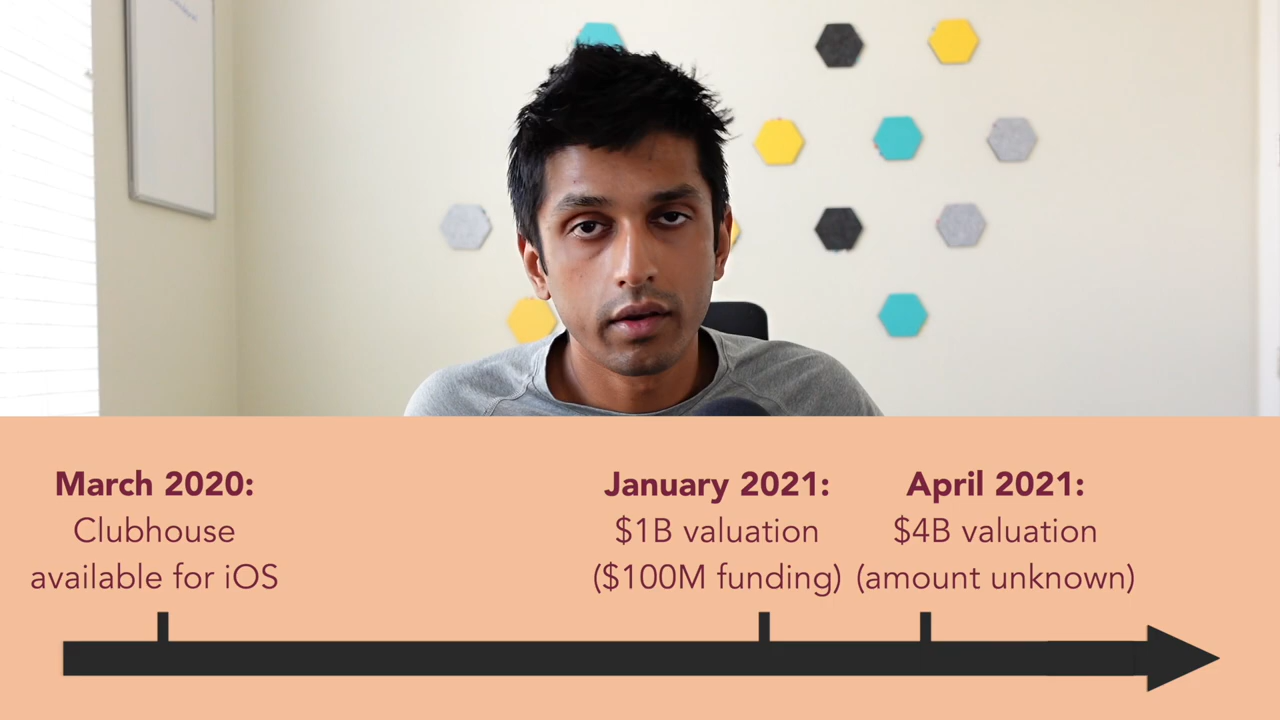 March 2020:
Clubhouse
available for iOS
January 2021:
$1B valuation
($100M funding)
April 2021:
$4B valuation
(amount unknown)